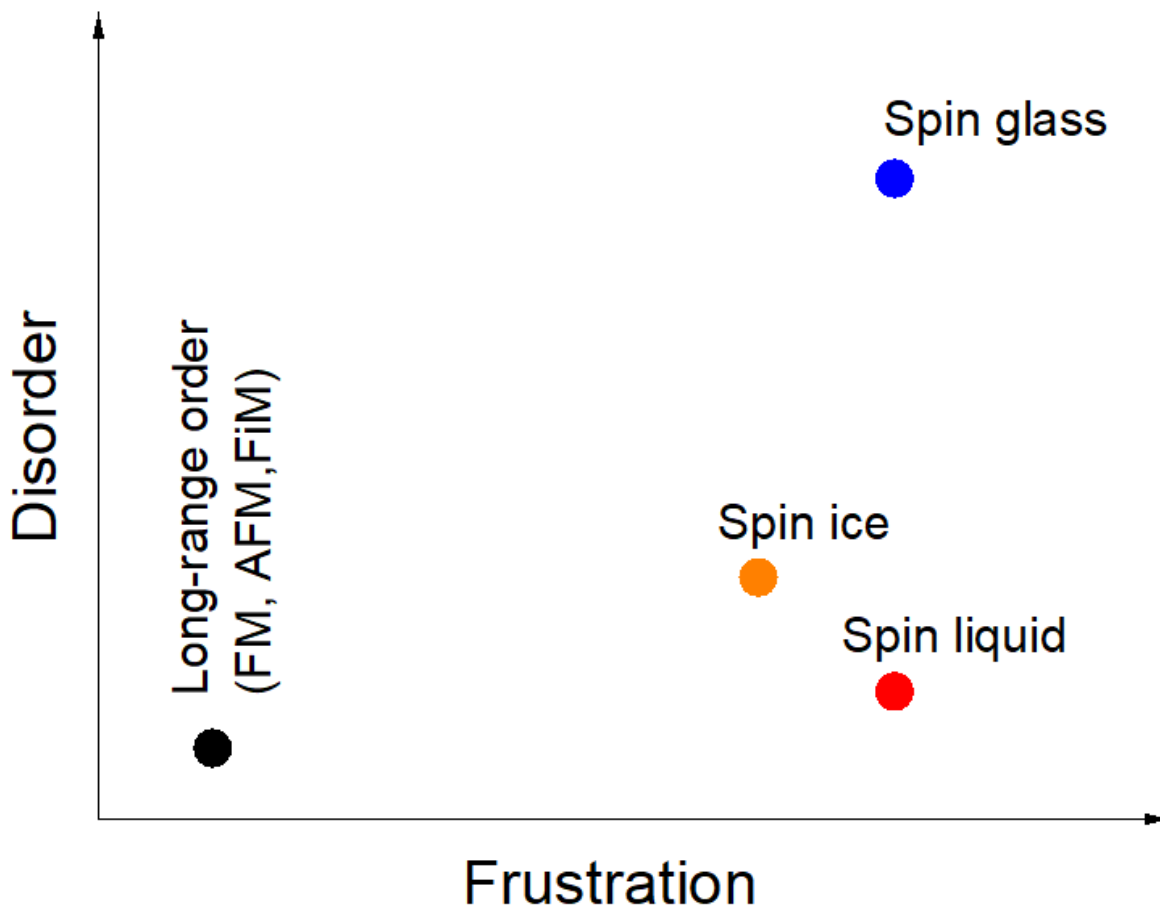 Spin glass
Disorder
Long-range order
(FM, AFM,FiM)
Spin ice
Spin liquid
Frustration